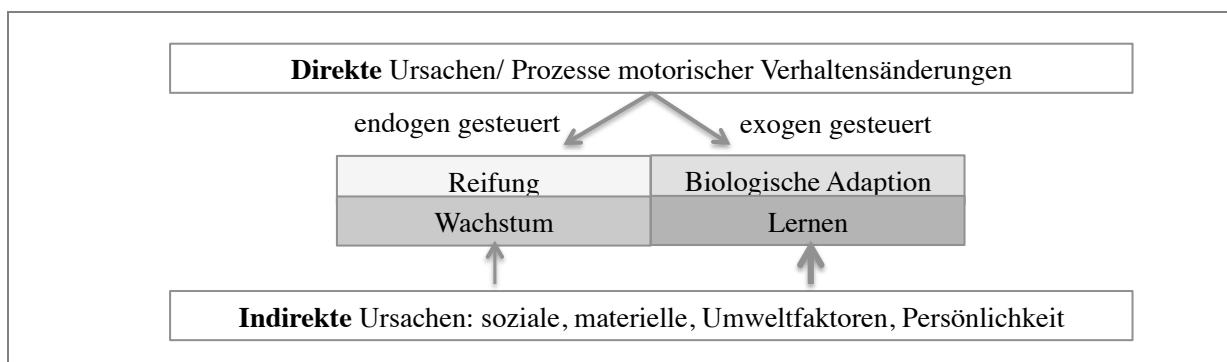 Direkte Ursachen/ Prozesse motorischer Verhaltensänderungen
endogen gesteuert
exogen gesteuert
Reifung
Biologische Adaption
Wachstum
Lernen
Indirekte Ursachen: soziale, materielle, Umweltfaktoren, Persönlichkeit